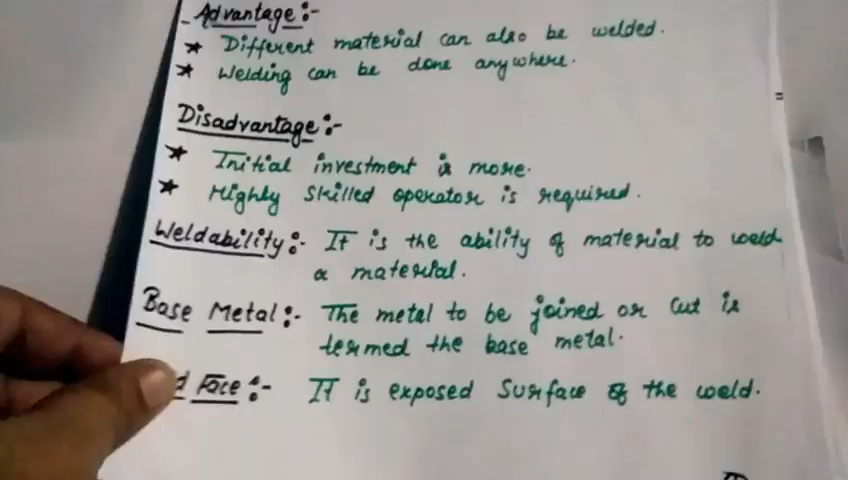 Advantage:-
★ Different material can also be welded.
★ Welding can be done anywhere.
Disadvantage:-
★ Initial investment is more.
★ Highly skilled operator is required.
Weldability:- It is the ability of material to weld
a material.
Base Metal:- The metal to be joined or cut is
termed the base metal.
d Face:- It is exposed surface of the weld.